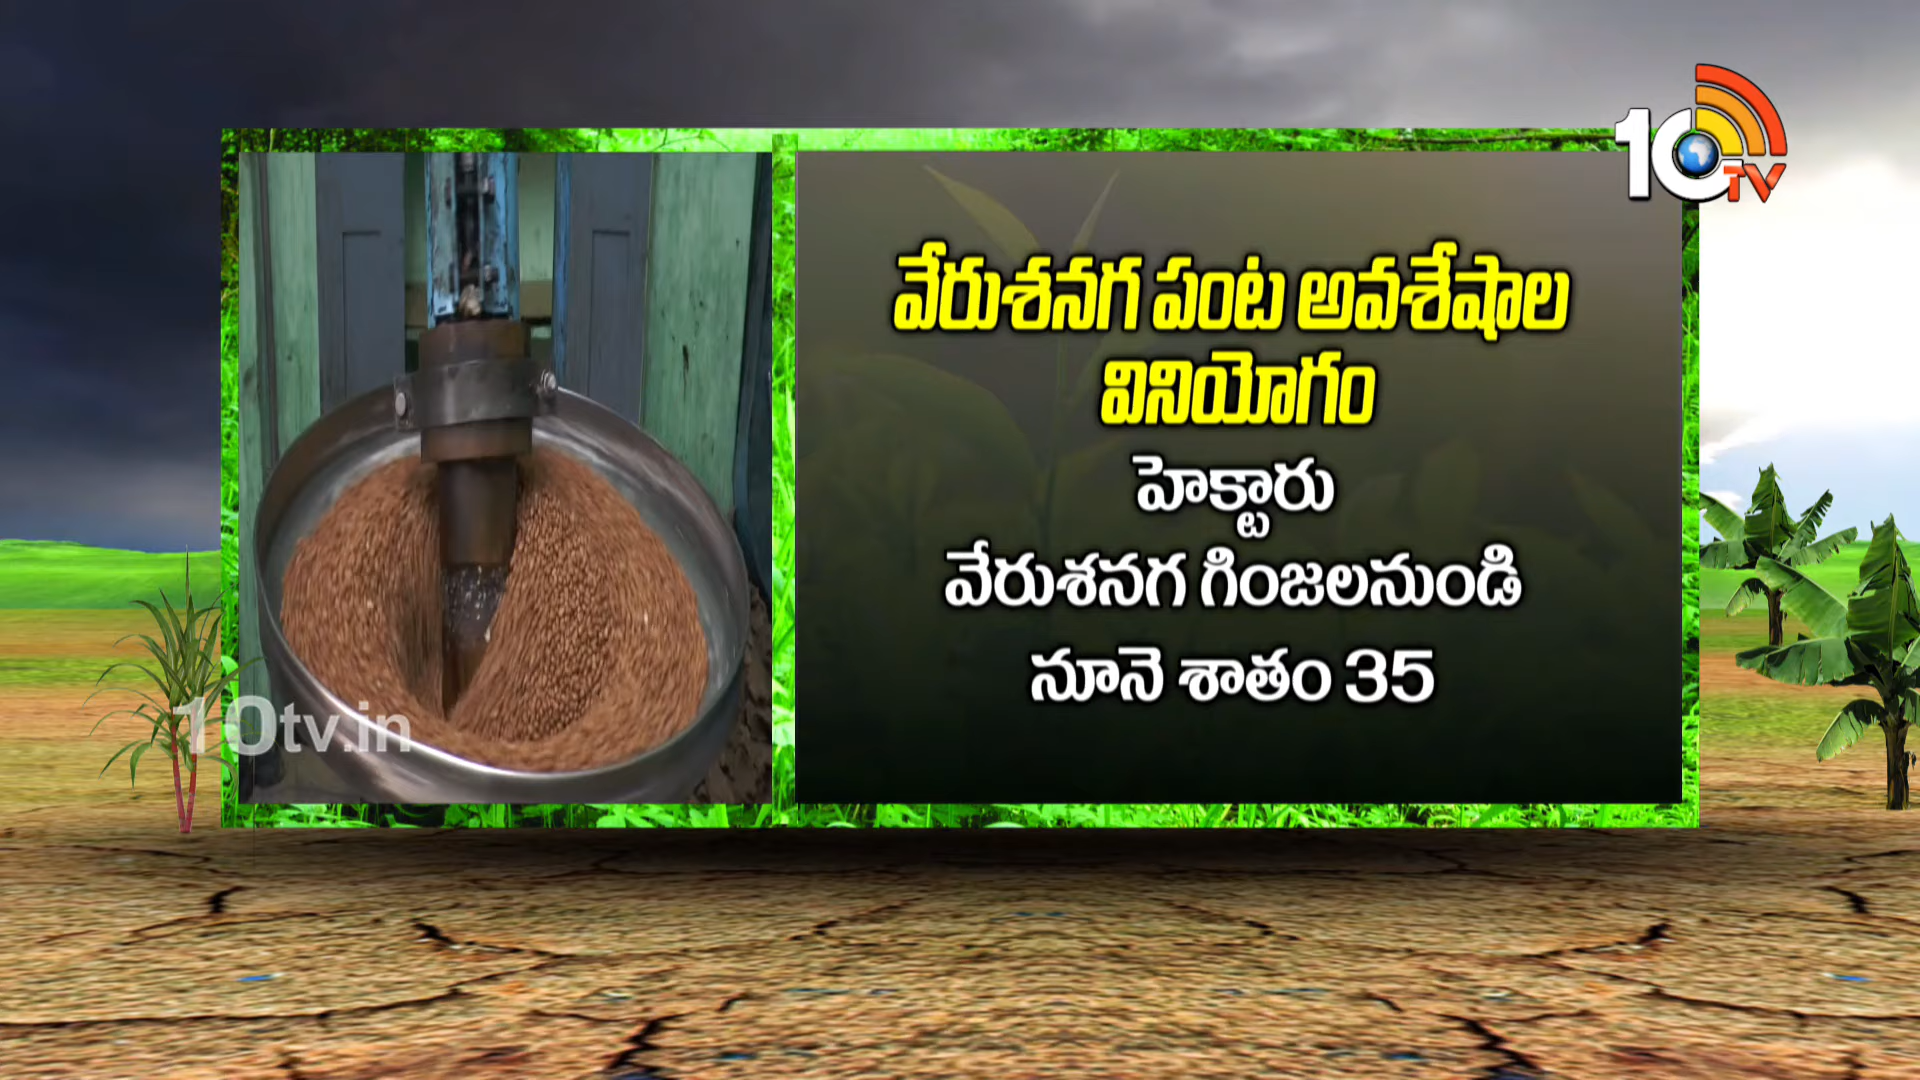 10TV
వేరుశనగ పంట అవశేషాల
వినియోగం
హెక్టారు
వేరుశనగ గింజలనుండి
నూనె శాతం 35
10tv.in